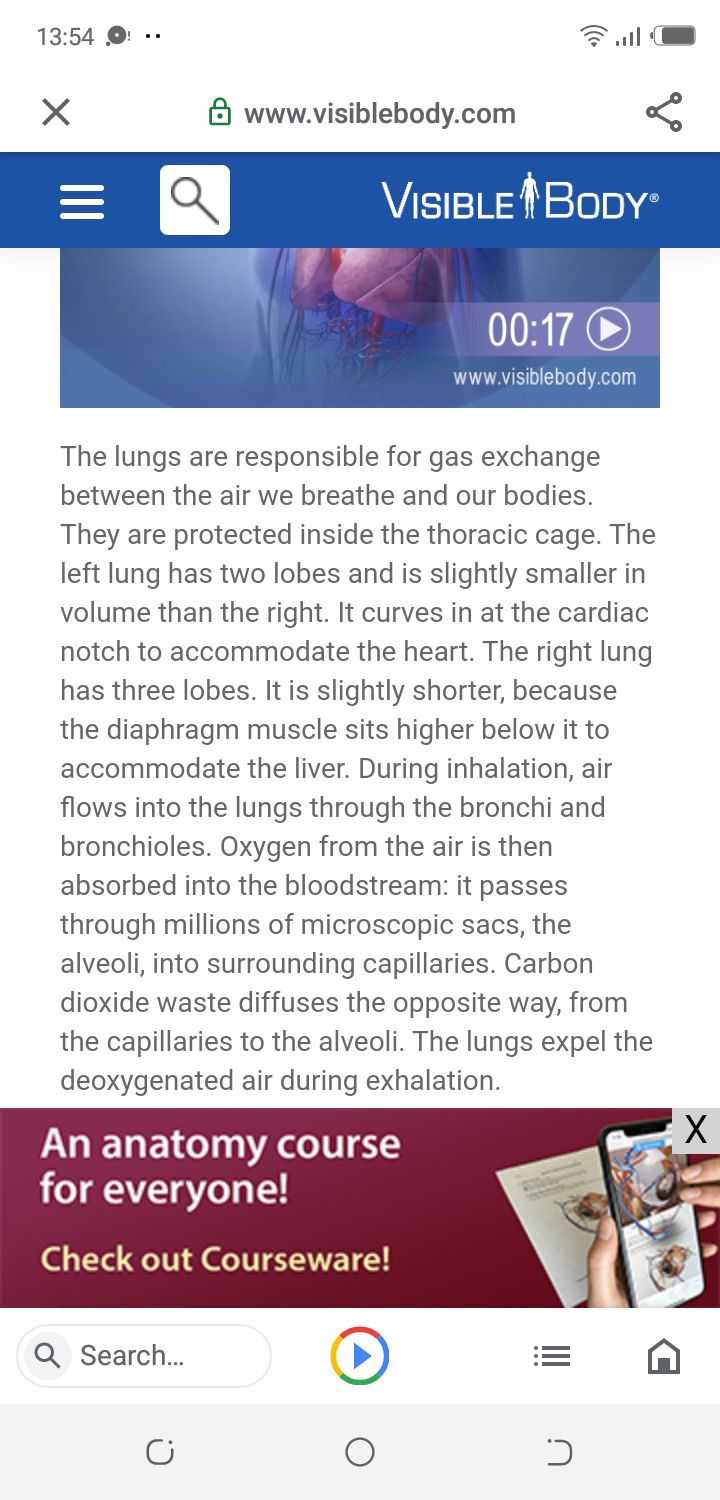 13:54
www.visiblebody.com
VISIBLE BODY®
00:17
www.visiblebody.com
The lungs are responsible for gas exchange
between the air we breathe and our bodies.
They are protected inside the thoracic cage. The
left lung has two lobes and is slightly smaller in
volume than the right. It curves in at the cardiac
notch to accommodate the heart. The right lung
has three lobes. It is slightly shorter, because
the diaphragm muscle sits higher below it to
accommodate the liver. During inhalation, air
flows into the lungs through the bronchi and
bronchioles. Oxygen from the air is then
absorbed into the bloodstream: it passes
through millions of microscopic sacs, the
alveoli, into surrounding capillaries. Carbon
dioxide waste diffuses the opposite way, from
the capillaries to the alveoli. The lungs expel the
deoxygenated air during exhalation.
X
An anatomy course
for everyone!
Check out Courseware!
Search...